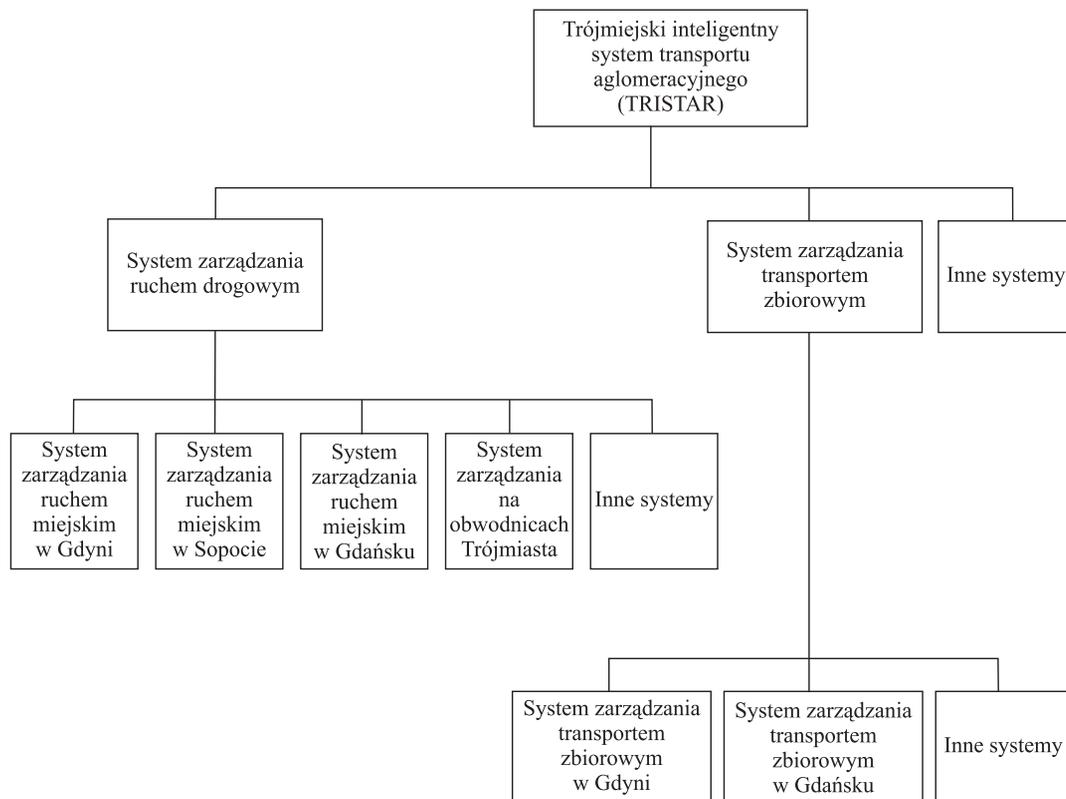 Trójmiejski inteligentny
system transportu
aglomeracyjnego
(TRISTAR)
System zarządzania
ruchem drogowym
System zarządzania
transportem
zbiorowym
Inne systemy
System
zarządzania
ruchem
miejskim
w Gdyni
System
zarządzania
ruchem
miejskim
w Sopocie
System
zarządzania
ruchem
miejskim
w Gdańsku
System
zarządzania
na
obwodnicach
Trójmiasta
Inne systemy
System zarządzania
transportem
zbiorowym
w Gdyni
System zarządzania
transportem
zbiorowym
w Gdańsku
Inne systemy